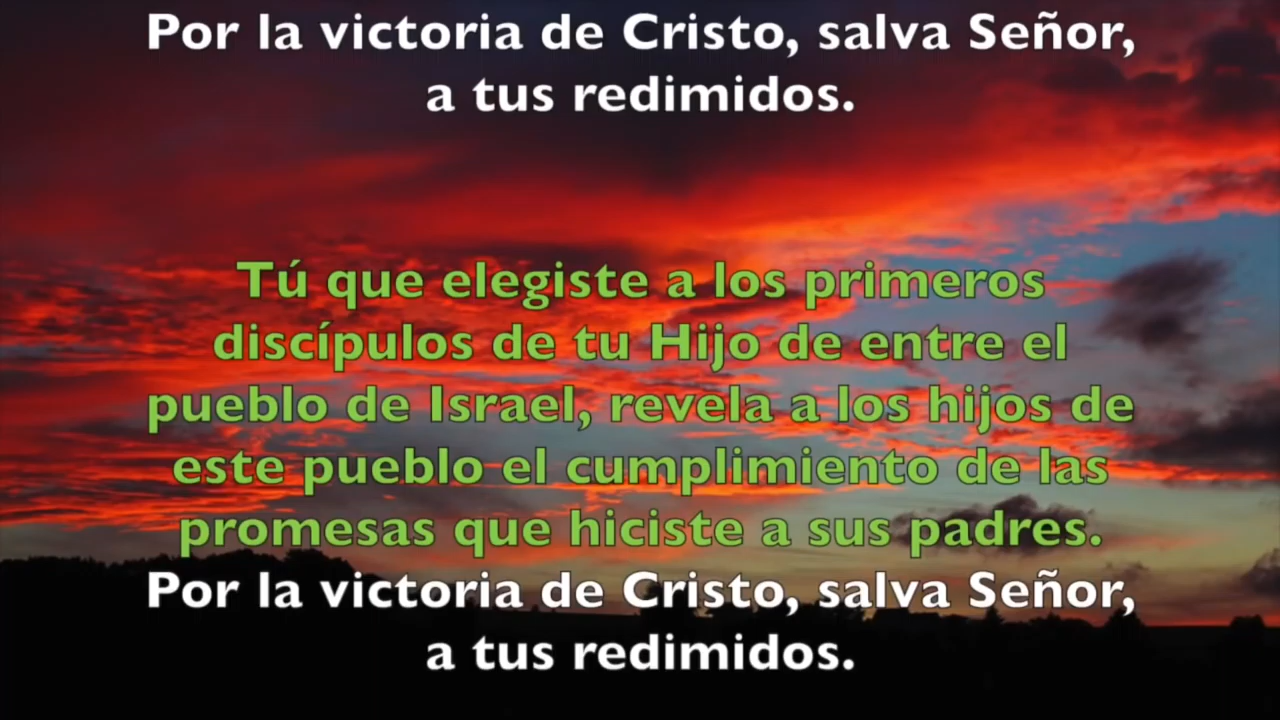 Por la victoria de Cristo, salva Señor,
a tus redimidos.
Tú que elegiste a los primeros
discípulos de tu Hijo de entre el
pueblo de Israel, revela a los hijos de
este pueblo el cumplimiento de las
promesas que hiciste a sus padres.
Por la victoria de Cristo, salva Señor,
a tus redimidos.